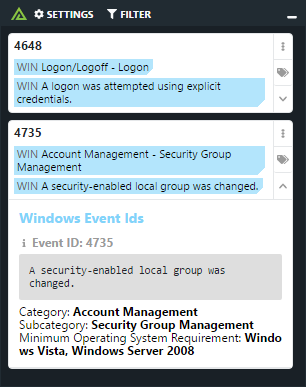 SETTINGS FILTER
4648
WIN Logon/Logoff - Logon
WIN A logon was attempted using explicit
credentials.
4735
WIN Account Management - Security Group
Management
WIN A security-enabled local group was changed.
Windows Event Ids
Event ID: 4735
A security-enabled local group was
changed.
Category: Account Management
Subcategory: Security Group Management
Minimum Operating System Requirement: Windo
ws Vista, Windows Server 2008